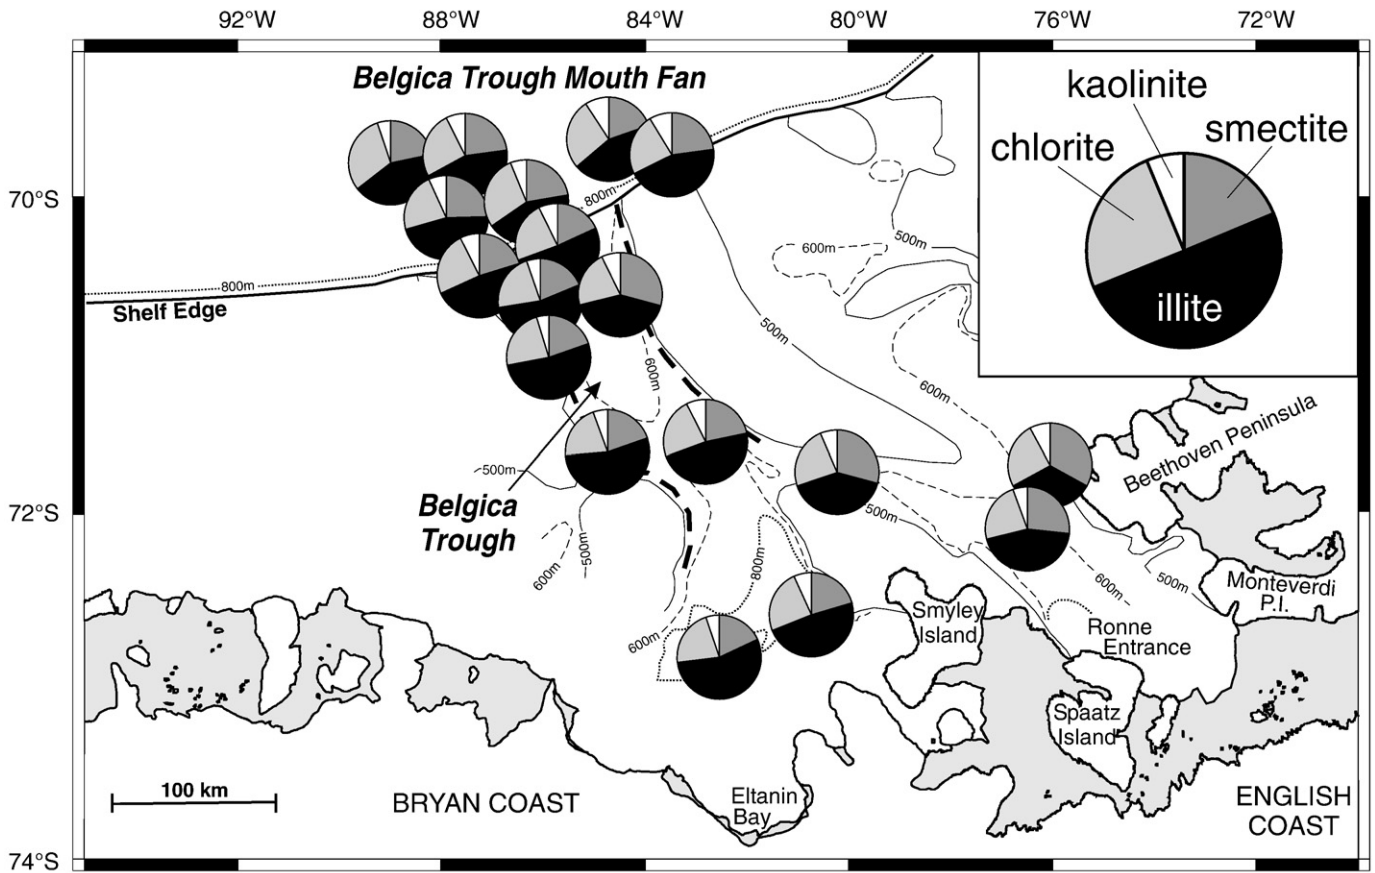 92°W 88°W 84°W 80°W 76°W 72°W
Belgica Trough Mouth Fan
kaolinite
smectite
chlorite
illite
70°S
800m
500m
600m
800m
Shelf Edge
500m
600m
600m
Beethoven Peninsula
500m
Belgica
Trough
72°S
500m
500m
600m
800m
600m
500m
Monteverdi
P.I.
Smyley
Island
600m
Ronne
Entrance
Spaatz
Island
100 km
BRYAN COAST
Eltanin
Bay
ENGLISH
COAST
74°S